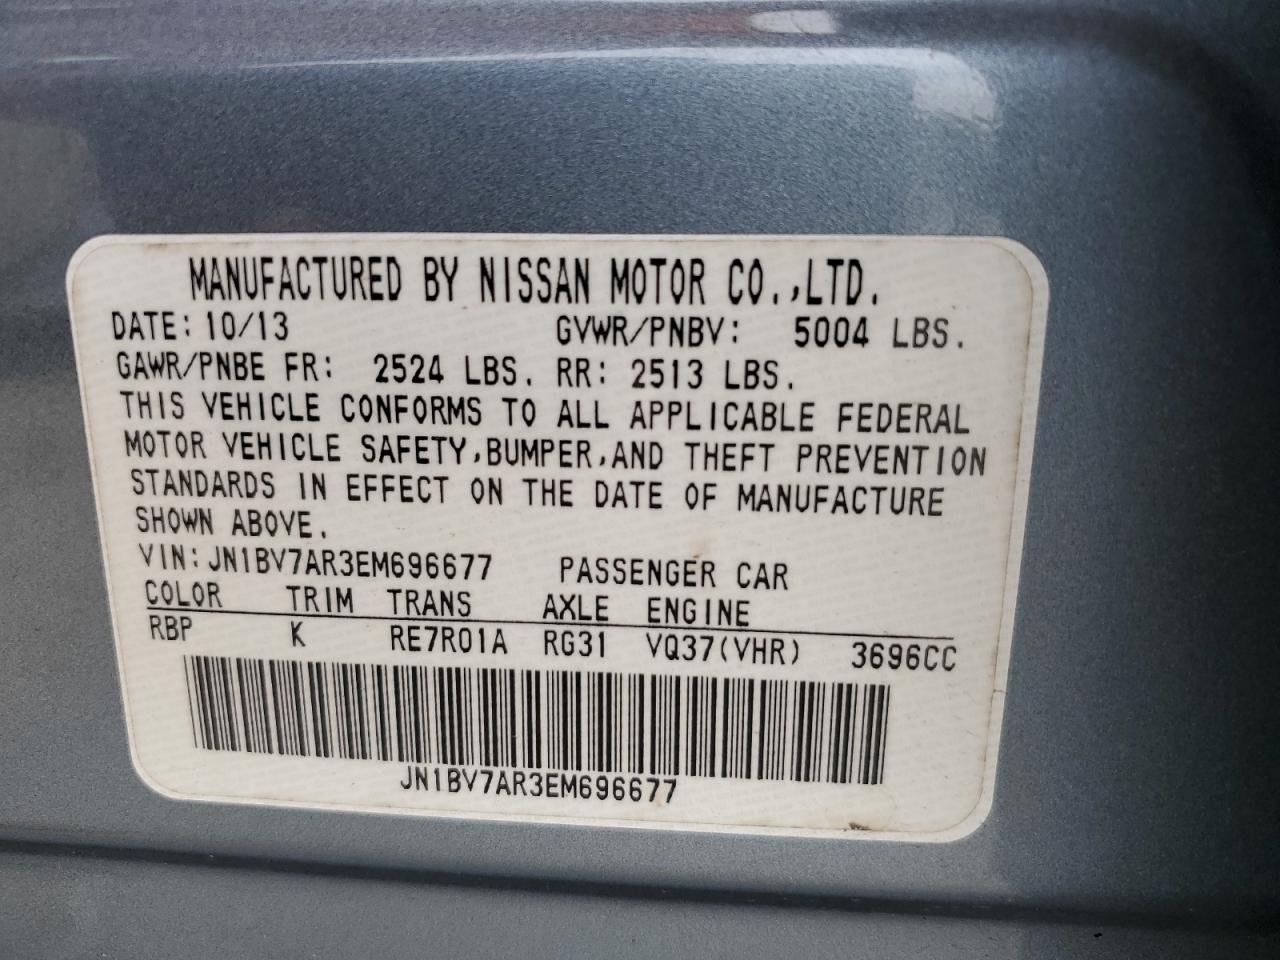 MANUFACTURED BY NISSAN MOTOR CO.,LTD.
DATE: 10/13 GVWR/PNBV: 5004 LBS.
GAWR/PNBE FR: 2524 LBS. RR: 2513 LBS.
THIS VEHICLE CONFORMS TO ALL APPLICABLE FEDERAL
MOTOR VEHICLE SAFETY,BUMPER,AND THEFT PREVENTION
STANDARDS IN EFFECT ON THE DATE OF MANUFACTURE
SHOWN ABOVE.
VIN: JN1BV7AR3EM696677 PASSENGER CAR
COLOR TRIM TRANS AXLE ENGINE
RBP K RE7R01A RG31 VQ37(VHR) 3696CC
JN1BV7AR3EM696677